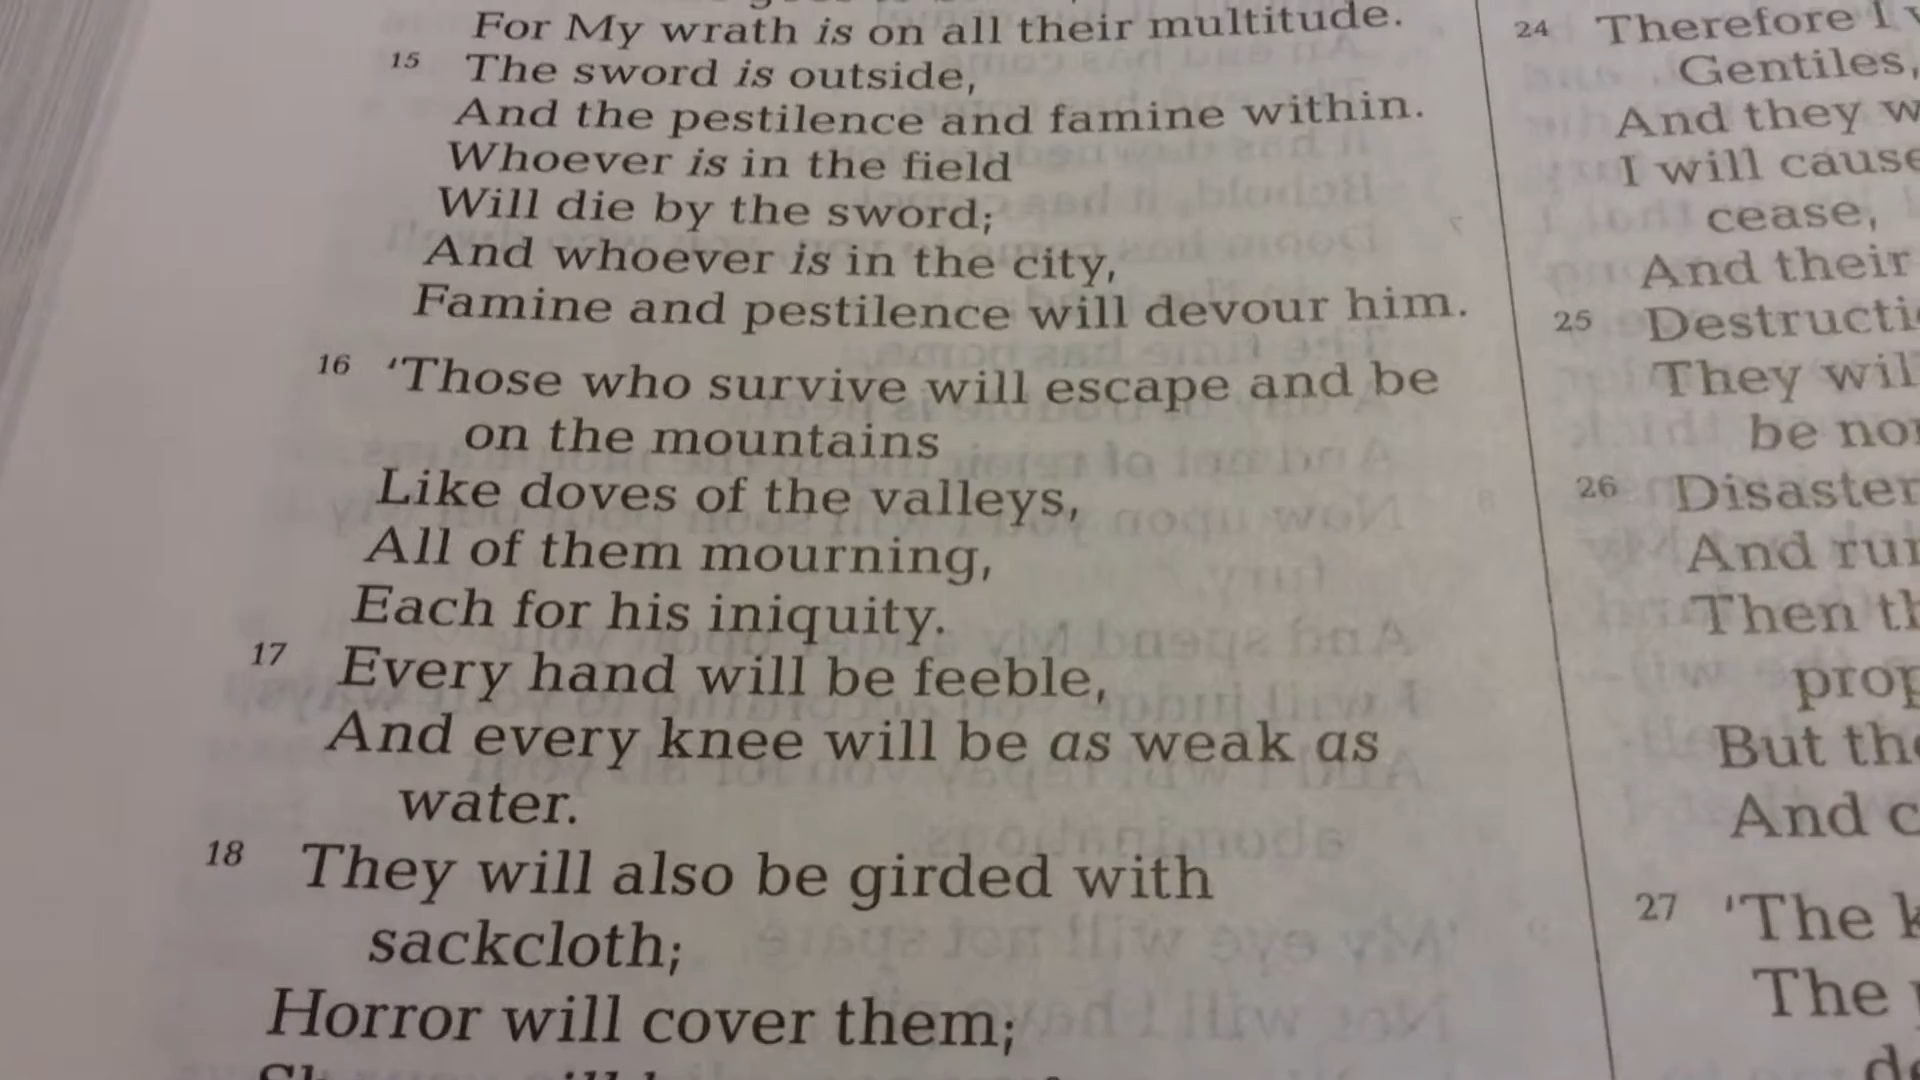 For My wrath is on all their multitude.
15 The sword is outside,
And the pestilence and famine within.
Whoever is in the field
Will die by the sword;
And whoever is in the city,
Famine and pestilence will devour him.
16 ‘Those who survive will escape and be
on the mountains
Like doves of the valleys,
All of them mourning,
Each for his iniquity.
17 Every hand will be feeble,
And every knee will be as weak as
water.
18 They will also be girded with
sackcloth;
Horror will cover them;
24 Therefore I
Gentiles,
And they
I will cause
cease,
And their
25
They
be
26 Disaster
And
Then
But
And
27 ‘The
The